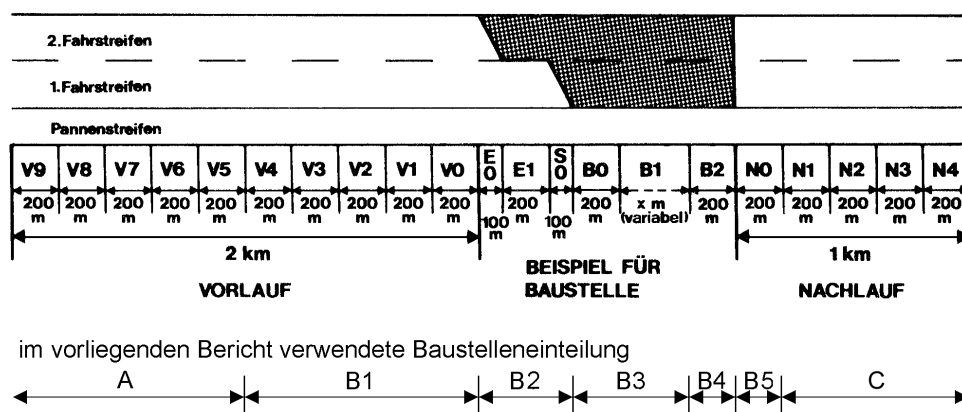 2.Fahrstreifen
1.Fahrstreifen
Pannenstreifen
V9 V8 V7 V6 V5 V4 V3 V2 V1 V0 E0 E1 S0 B0 B1 B2 N0 N1 N2 N3 N4
200 m 200 m 200 m 200 m 200 m 200 m 200 m 200 m 200 m 200 m 100 m 200 m 100 m 200 m x m (variabel) 200 m 200 m 200 m 200 m 200 m 200 m
2 km 1 km
VORLAUF BEISPIEL FÜR BAUSTELLE NACHLAUF
im vorliegenden Bericht verwendete Baustelleneinteilung
A B1 B2 B3 B4 B5 C